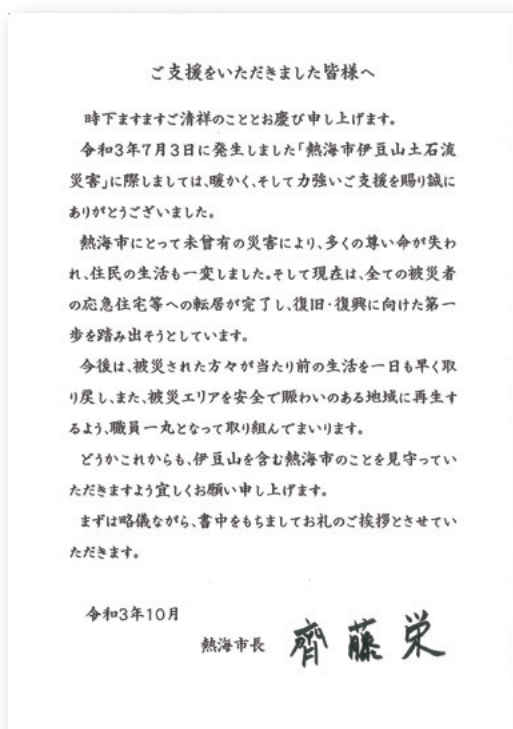 ご支援をいただきました皆様へ
時下ますますご清祥のこととお慶び申し上げます。
令和3年7月3日に発生しました「熱海市伊豆山土石流
災害」に際しましては、暖かく、そして力強いご支援を賜り誠に
ありがとうございました。
熱海市にとって未曾有の災害により、多くの尊い命が失わ
れ、住民の生活も一変しました。そして現在は、全ての被災者
の応急住宅等への転居が完了し、復旧・復興に向けた第一
歩を踏み出そうとしています。
今後は、被災された方々が当たり前の生活を一日も早く取
り戻し、また、被災エリアを安全で賑わいのある地域に再生す
るよう、職員一丸となって取り組んでまいります。
どうかこれからも、伊豆山を含む熱海市のことを見守ってい
ただきますよう宜しくお願い申し上げます。
まずは略儀ながら、書中をもちましてお礼のご挨拶とさせてい
ただきます。
令和3年10月
熱海市長 齊藤栄